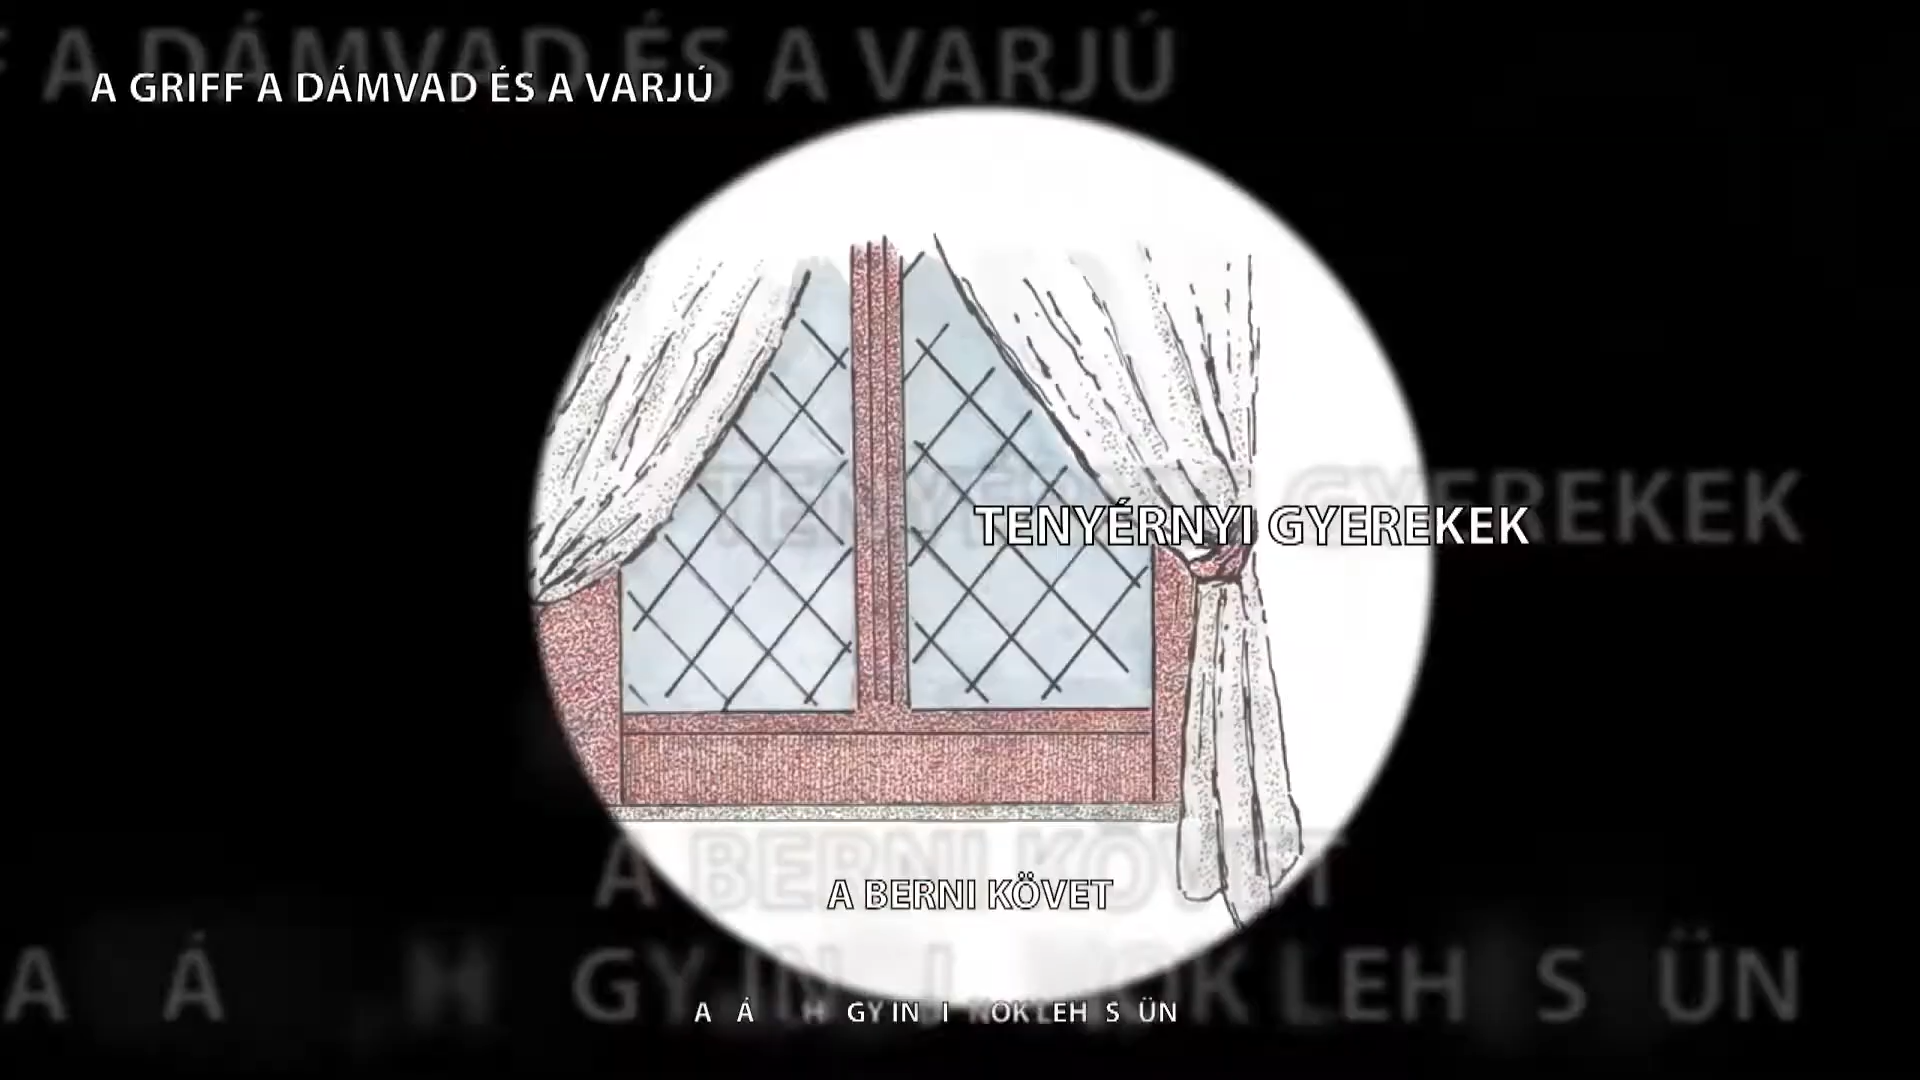 A GRIFF A DÁMVAD ÉS A VARJÚ
TENYÉRNYI GYEREKEK
A BERNI KÖVET